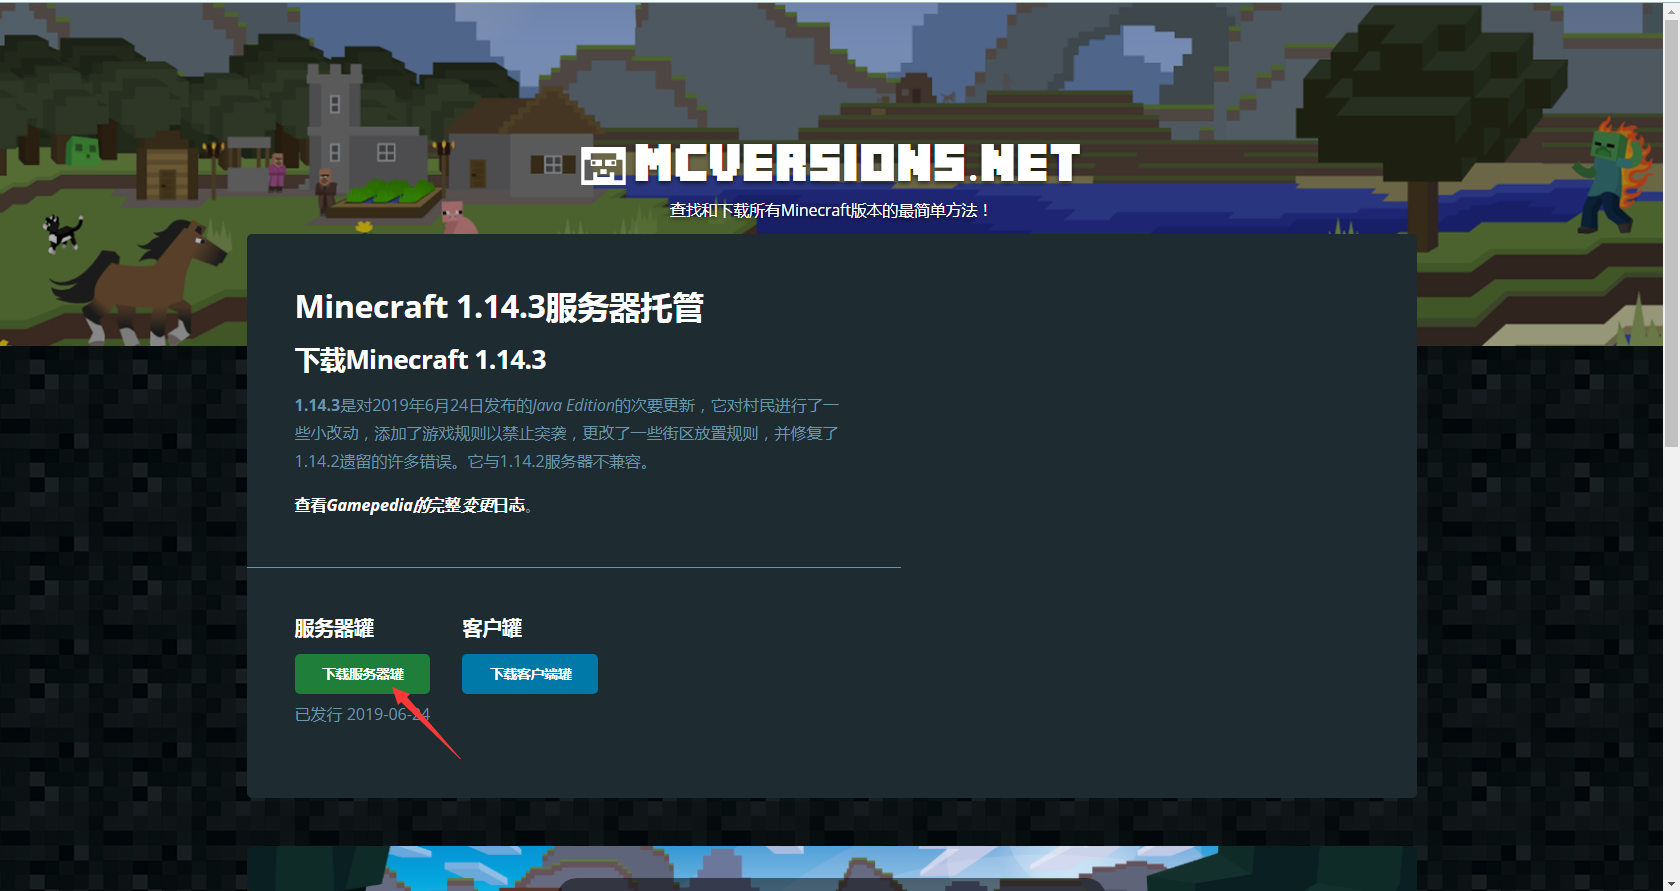 MCVERSIONS.NET
查找和下载所有Minecraft版本的最简单方法！
Minecraft 1.14.3服务器托管
下载Minecraft 1.14.3
1.14.3是对2019年6月24日发布的Java Edition的次要更新，它对村民进行了一
些小改动，添加了游戏规则以禁止突袭，更改了一些街区放置规则，并修复了
1.14.2遗留的许多错误。它与1.14.2服务器不兼容。
查看Gamepedia的完整变更日志。
服务器罐
客户罐
下载服务器罐
下载客户端罐
已发行 2019-06-24